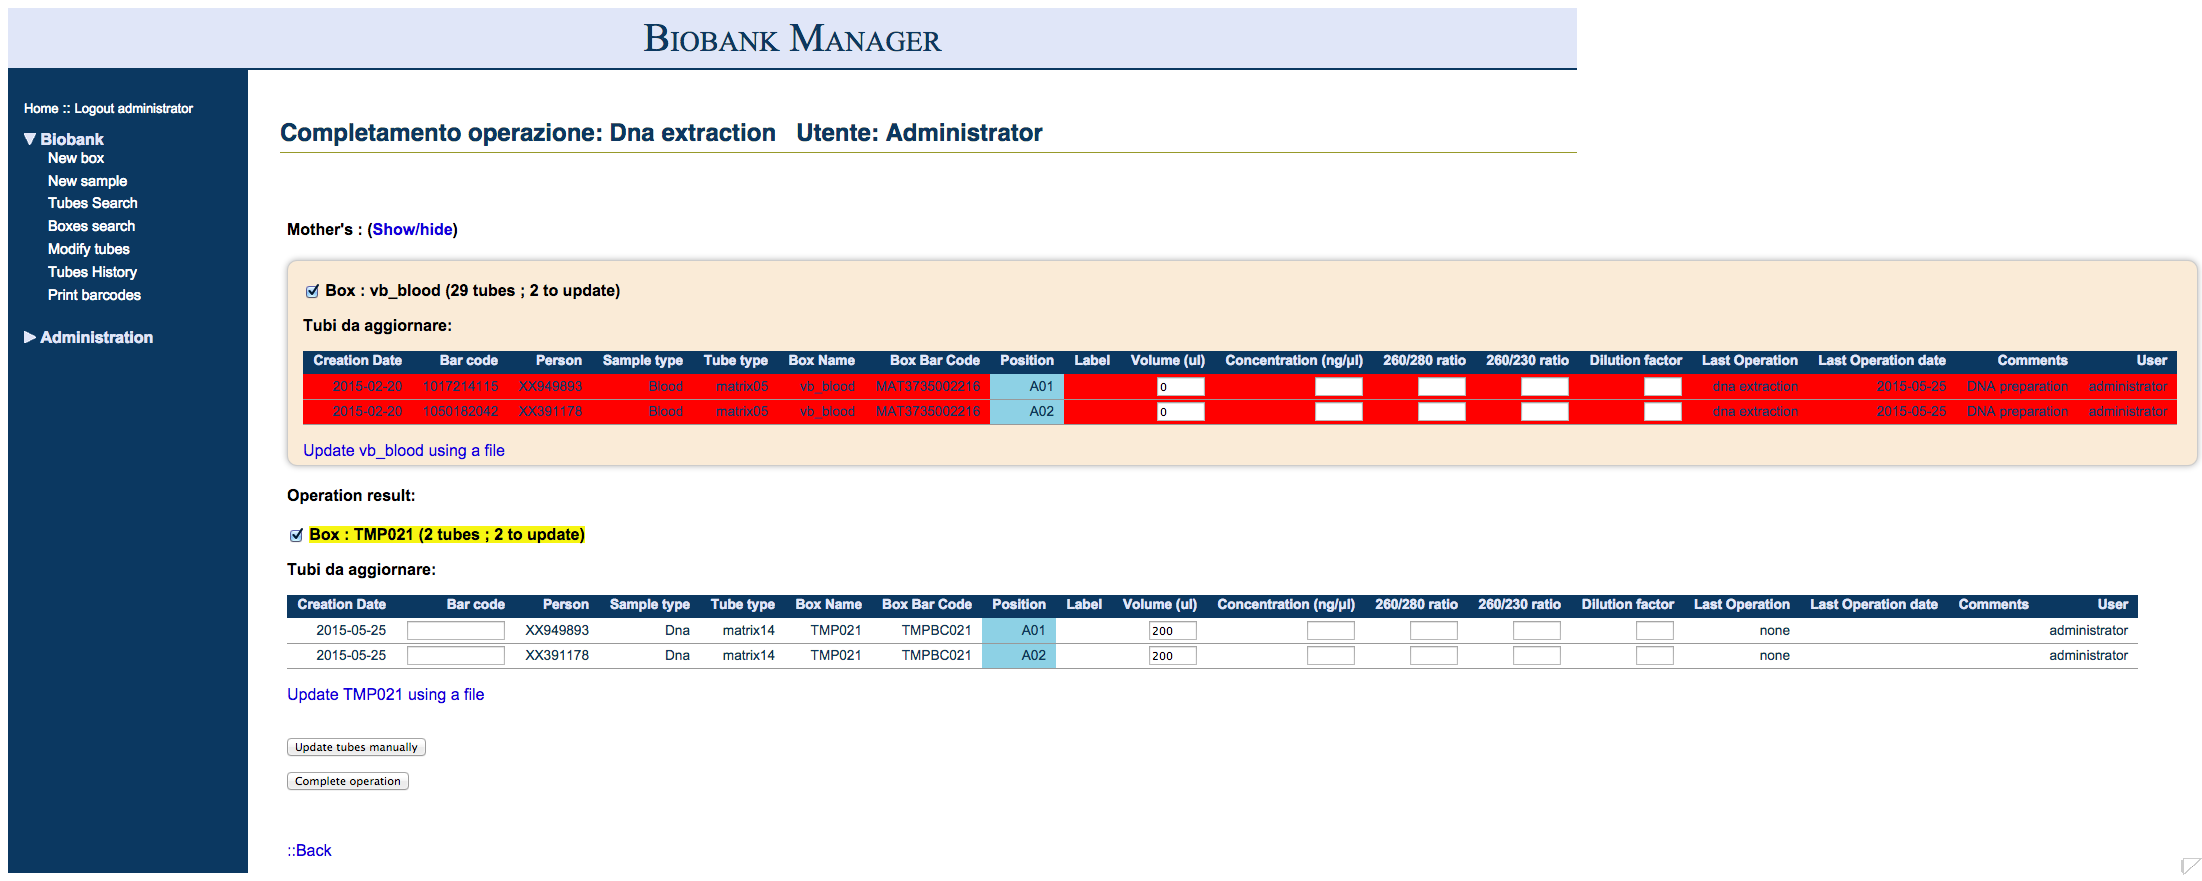 Biobank Manager
Home :: Logout administrator
▼ Biobank
New box
New sample
Tubes Search
Boxes search
Modify tubes
Tubes History
Print barcodes
▶ Administration
Completamento operazione: Dna extraction Utente: Administrator
Mother's : (Show/hide)
Box : vb_blood (29 tubes ; 2 to update)
Tubi da aggiornare:
Creation Date Bar code Person Sample type Tube type Box Name Box Bar Code Position Label Volume (ul) Concentration (ng/µl) 260/280 ratio 260/230 ratio Dilution factor Last Operation Last Operation date Comments User
2015-02-20 1017214115 XX949893 Blood matrix05 vb_blood MAT3735002216 A01 0 dna extraction 2015-05-25 DNA preparation administrator
2015-02-20 1050182042 XX391178 Blood matrix05 vb_blood MAT3735002216 A02 0 dna extraction 2015-05-25 DNA preparation administrator
Update vb_blood using a file
Operation result:
Box : TMP021 (2 tubes ; 2 to update)
Tubi da aggiornare:
Creation Date Bar code Person Sample type Tube type Box Name Box Bar Code Position Label Volume (ul) Concentration (ng/µl) 260/280 ratio 260/230 ratio Dilution factor Last Operation Last Operation date Comments User
2015-05-25 XX949893 Dna matrix14 TMP021 TMPBC021 A01 200 none administrator
2015-05-25 XX391178 Dna matrix14 TMP021 TMPBC021 A02 200 none administrator
Update TMP021 using a file
Update tubes manually
Complete operation
::Back